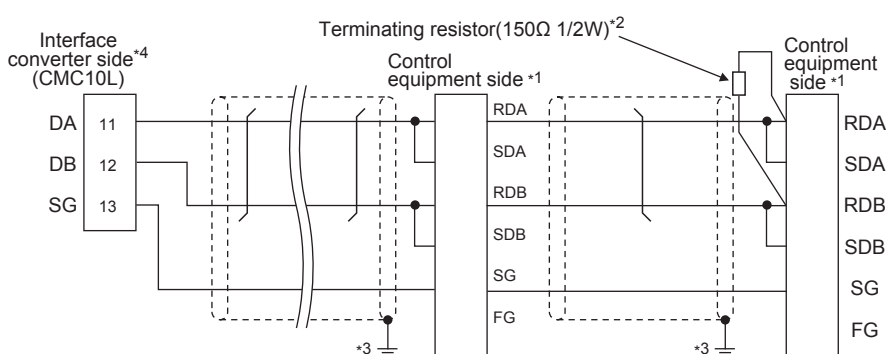 Terminating resistor(150Ω 1/2W)*2
Interface
converter side*4
(CMC10L)
Control
equipment side *1
Control
equipment
side *1
DA 11
DB 12
SG 13
RDA
SDA
RDB
SDB
SG
FG
RDA
SDA
RDB
SDB
SG
FG
*3
*3